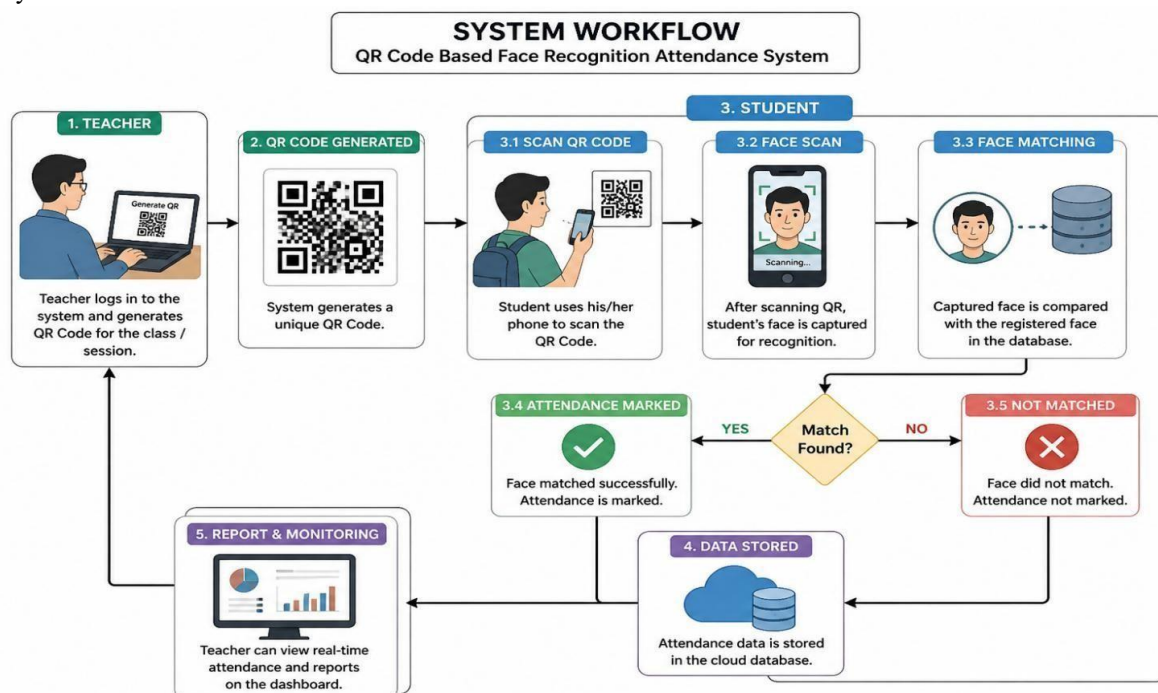 SYSTEM WORKFLOW
QR Code Based Face Recognition Attendance System
1. TEACHER
Generate QR
Teacher logs in to the
system and generates
QR Code for the class /
session.
2. QR CODE GENERATED
System generates a
unique QR Code.
3. STUDENT
3.1 SCAN QR CODE
Student uses his/her
phone to scan the
QR Code.
3.2 FACE SCAN
Scanning...
After scanning QR,
student's face is captured
for recognition.
3.3 FACE MATCHING
Captured face is compared
with the registered face
in the database.
Match
Found?
YES
NO
3.4 ATTENDANCE MARKED
Face matched successfully.
Attendance is marked.
3.5 NOT MATCHED
Face did not match.
Attendance not marked.
4. DATA STORED
Attendance data is stored
in the cloud database.
5. REPORT & MONITORING
Teacher can view real-time
attendance and reports
on the dashboard.